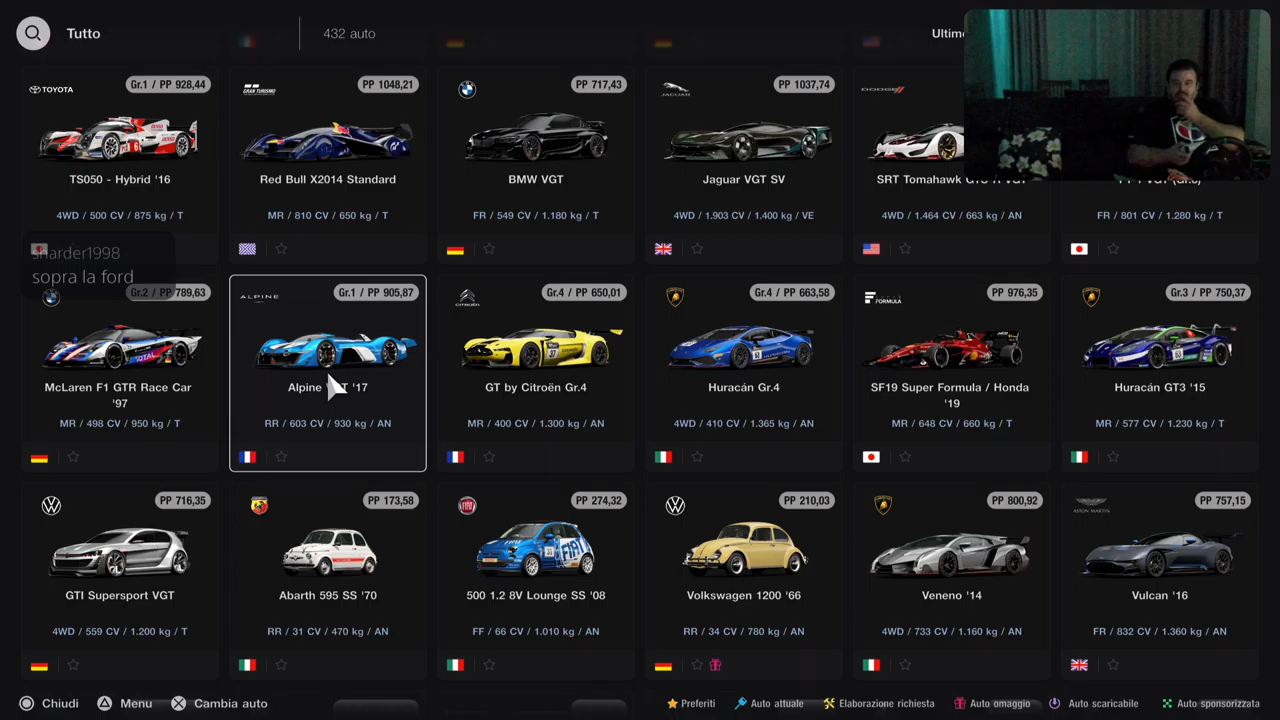 Tutto
432 auto
TOYOTA
Gr.1 / PP 928,44
TS050 - Hybrid '16
4WD / 500 CV / 875 kg / T
GRAN TURISMO
PP 1048,21
Red Bull X2014 Standard
MR / 810 CV / 650 kg / T
PP 717,43
BMW VGT
FR / 549 CV / 1.180 kg / T
JAGUAR
PP 1037,74
Jaguar VGT SV
4WD / 1.903 CV / 1.400 kg / VE
DODGE
4WD / 1.464 CV / 663 kg / AN
FR / 801 CV / 1.280 kg / T
sopra la ford
Gr.2 / PP 789,63
McLaren F1 GTR Race Car
'97
MR / 498 CV / 950 kg / T
ALPINE
Gr.1 / PP 905,87
Alpine '17
RR / 603 CV / 930 kg / AN
CITROËN
Gr.4 / PP 650,01
GT by Citroën Gr.4
MR / 400 CV / 1.300 kg / AN
Gr.4 / PP 663,58
Huracán Gr.4
4WD / 410 CV / 1.365 kg / AN
SUPER
FORMULA
PP 976,35
SF19 Super Formula / Honda
'19
MR / 648 CV / 660 kg / T
Gr.3 / PP 750,37
Huracán GT3 '15
MR / 577 CV / 1.230 kg / T
PP 716,35
GTI Supersport VGT
4WD / 559 CV / 1.200 kg / T
PP 173,58
Abarth 595 SS '70
RR / 31 CV / 470 kg / AN
PP 274,32
500 1.2 8V Lounge SS '08
FF / 66 CV / 1.010 kg / AN
PP 210,03
Volkswagen 1200 '66
RR / 34 CV / 780 kg / AN
PP 800,92
Veneno '14
4WD / 733 CV / 1.160 kg / AN
ASTON MARTIN
PP 757,15
Vulcan '16
FR / 832 CV / 1.360 kg / AN
Chiudi
Menu
Cambia auto
Preferiti
Auto attuale
Elaborazione richiesta
Auto omaggio
Auto scaricabile
Auto sponsorizzata